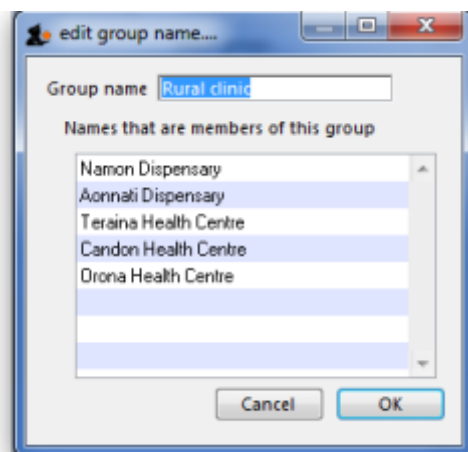 edit group name....
Group name Rural clinic
Names that are members of this group
Namon Dispensary
Aonnati Dispensary
Teraina Health Centre
Candon Health Centre
Orona Health Centre
Cancel OK